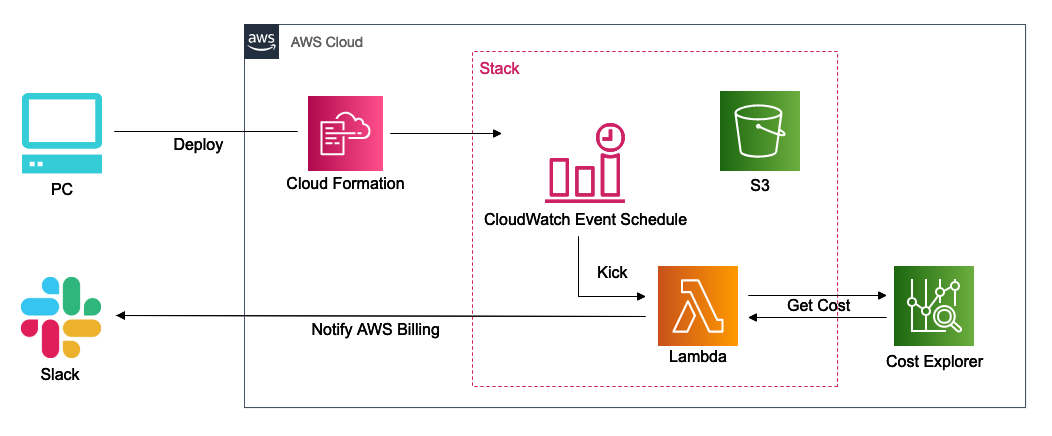 aws
AWS Cloud
Stack
Deploy
PC
Cloud Formation
S3
CloudWatch Event Schedule
Kick
Get Cost
Notify AWS Billing
Lambda
Cost Explorer
Slack